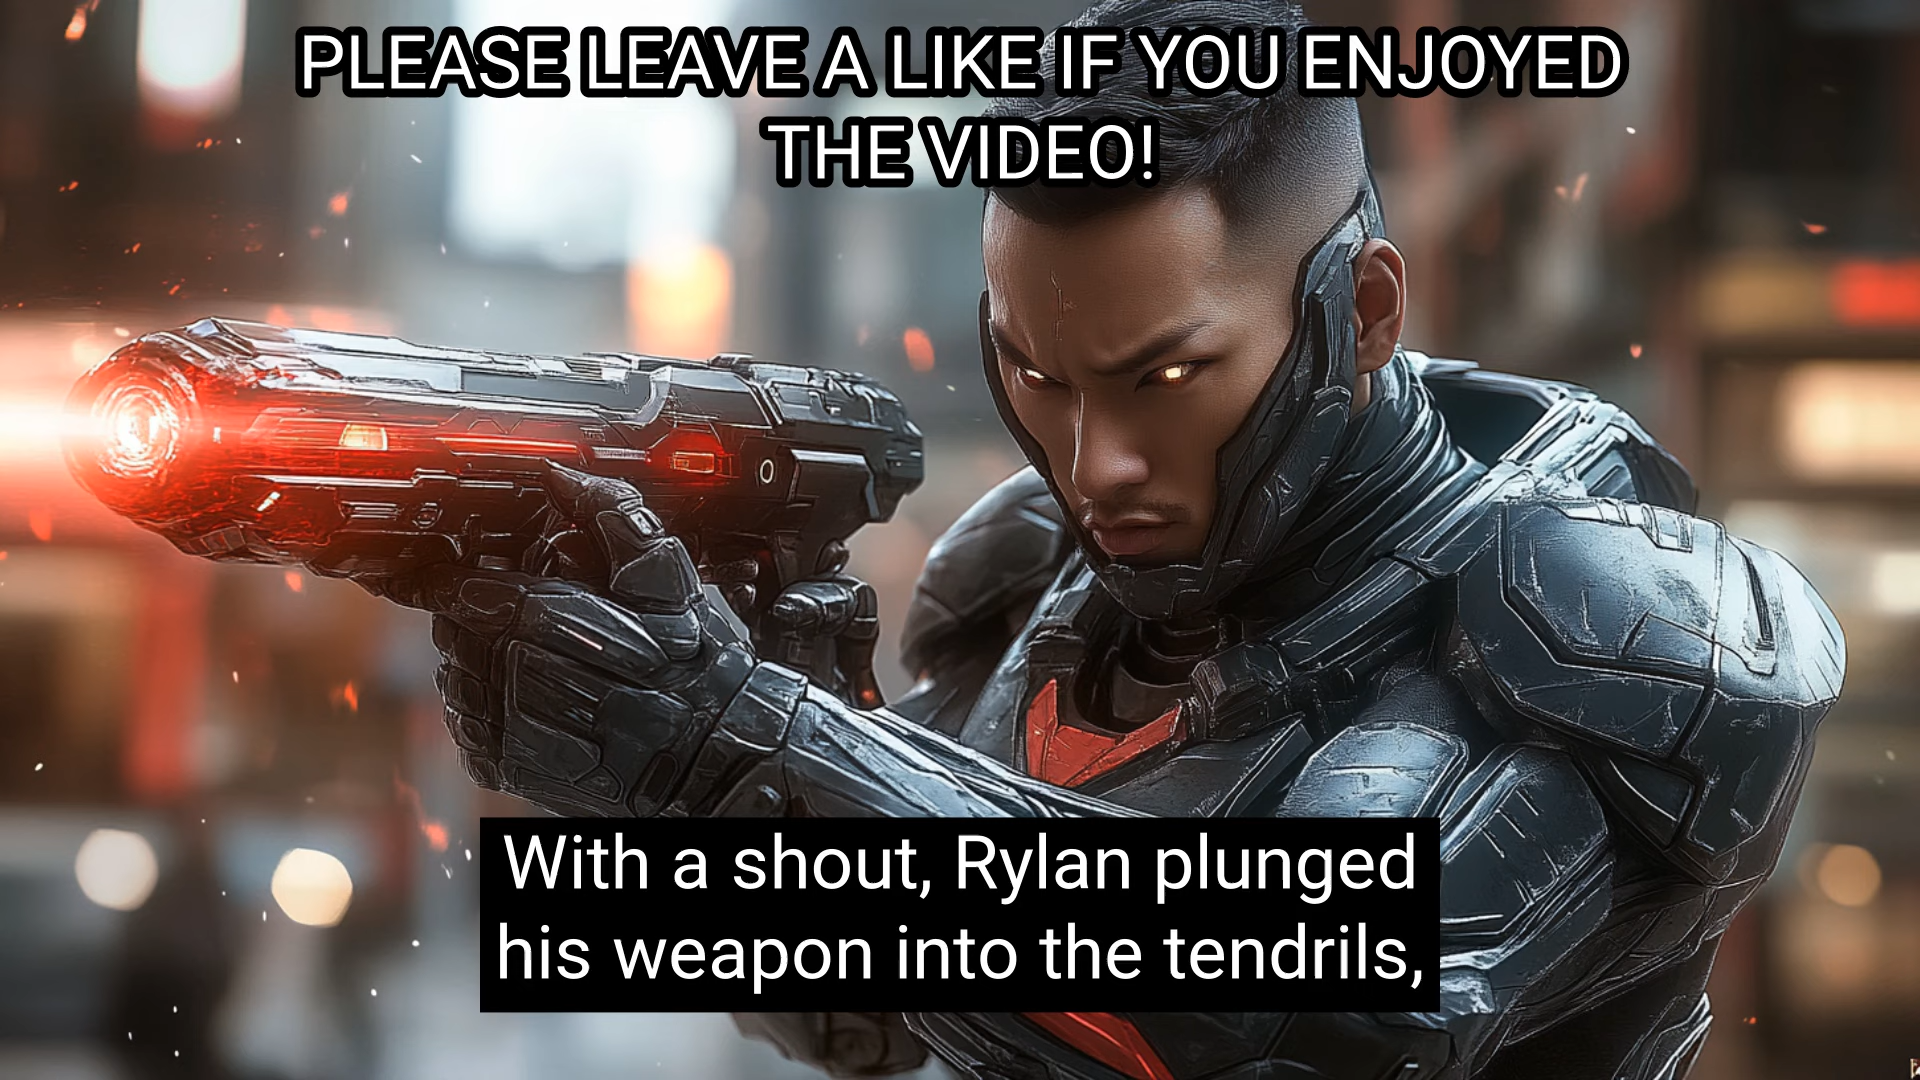 PLEASE LEAVE A LIKE IF YOU ENJOYED
THE VIDEO!
With a shout, Rylan plunged
his weapon into the tendrils,